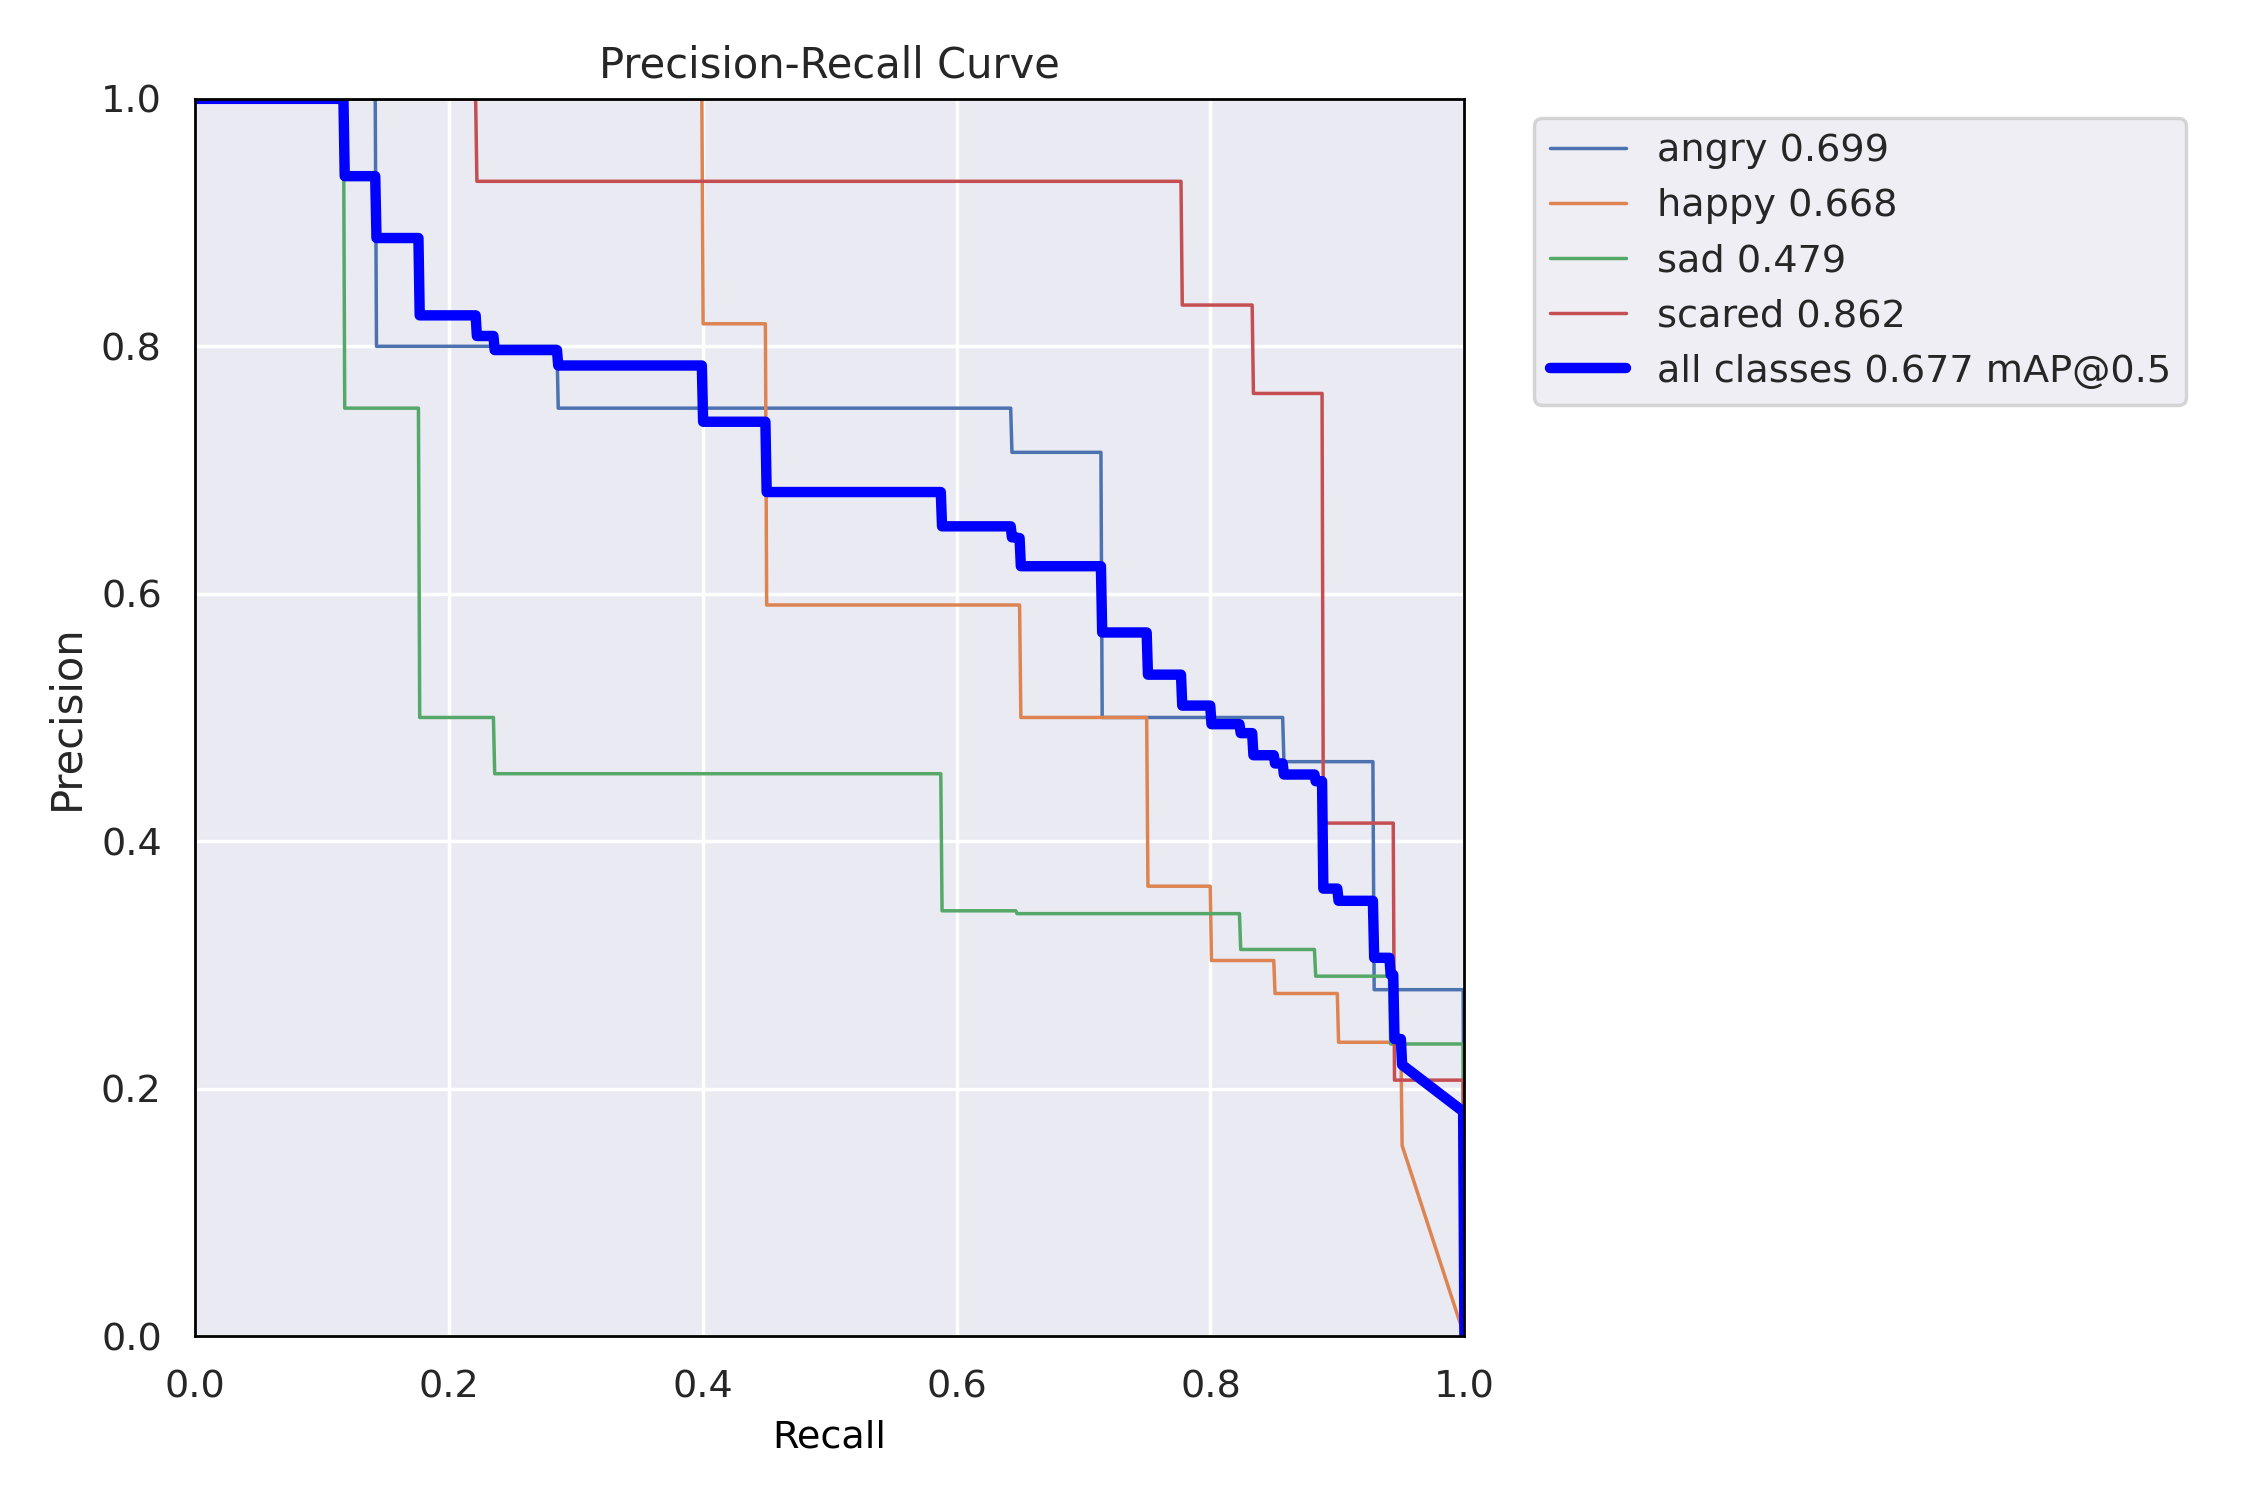 Precision-Recall Curve
1.0
0.8
0.6
0.4
0.2
0.0
Precision
0.0 0.2 0.4 0.6 0.8 1.0
Recall
angry 0.699
happy 0.668
sad 0.479
scared 0.862
all classes 0.677 mAP@0.5